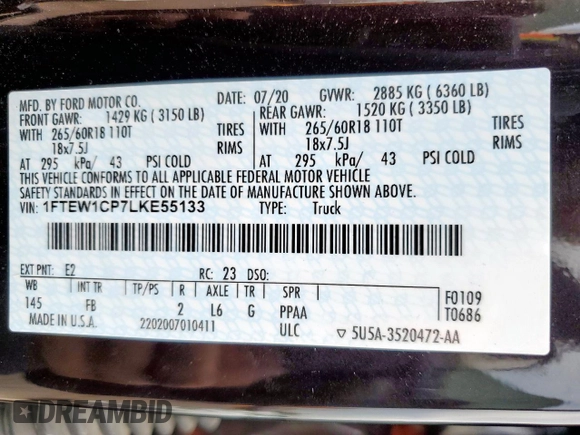 MFD. BY FORD MOTOR CO. DATE: 07/20 GVWR: 2885 KG ( 6360 LB)
FRONT GAWR: 1429 KG ( 3150 LB) REAR GAWR: 1520 KG ( 3350 LB)
WITH 265/60R18 110T TIRES WITH 265/60R18 110T TIRES
18x7.5J RIMS 18x7.5J RIMS
AT 295 kPa/ 43 PSI COLD AT 295 kPa/ 43 PSI COLD
THIS VEHICLE CONFORMS TO ALL APPLICABLE FEDERAL MOTOR VEHICLE
SAFETY STANDARDS IN EFFECT ON THE DATE OF MANUFACTURE SHOWN ABOVE.
VIN: 1FTEW1CP7LKE55133 TYPE: Truck
EXT PNT: E2 RC: 23 DSO:
WB INT TR TP/PS R AXLE TR SPR F0109
145 FB 2 L6 G PPAA T0686
MADE IN U.S.A. 2202007010411 ULC ▽ 5U5A-3520472-AA
DREAMBID